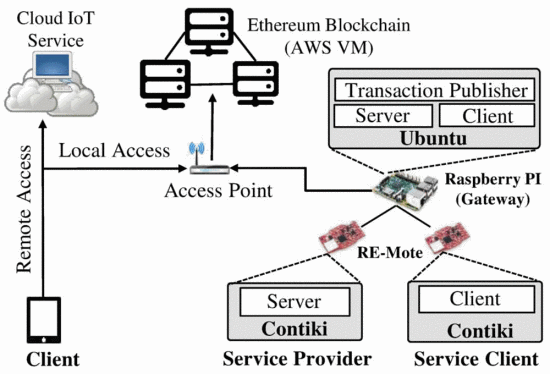 Cloud IoT
Service
Ethereum Blockchain
(AWS VM)
Transaction Publisher
Server
Client
Ubuntu
Local Access
Remote Access
Access Point
Raspberry PI
(Gateway)
RE-Mote
Server
Contiki
Client
Contiki
Client
Service Provider
Service Client